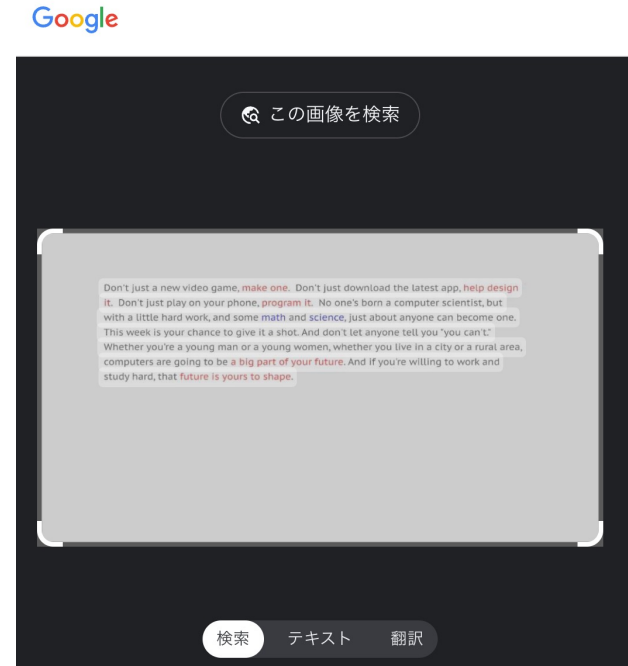 Google
この画像を検索
Don't just a new video game, make one. Don't just download the latest app, help design
it. Don't just play on your phone, program it. No one's born a computer scientist, but
with a little hard work, and some math and science, just about anyone can become one.
This week is your chance to give it a shot. And don't let anyone tell you "you can't."
Whether you're a young man or a young women, whether you live in a city or a rural area,
computers are going to be a big part of your future. And if you're willing to work and
study hard, that future is yours to shape.
検索 テキスト 翻訳